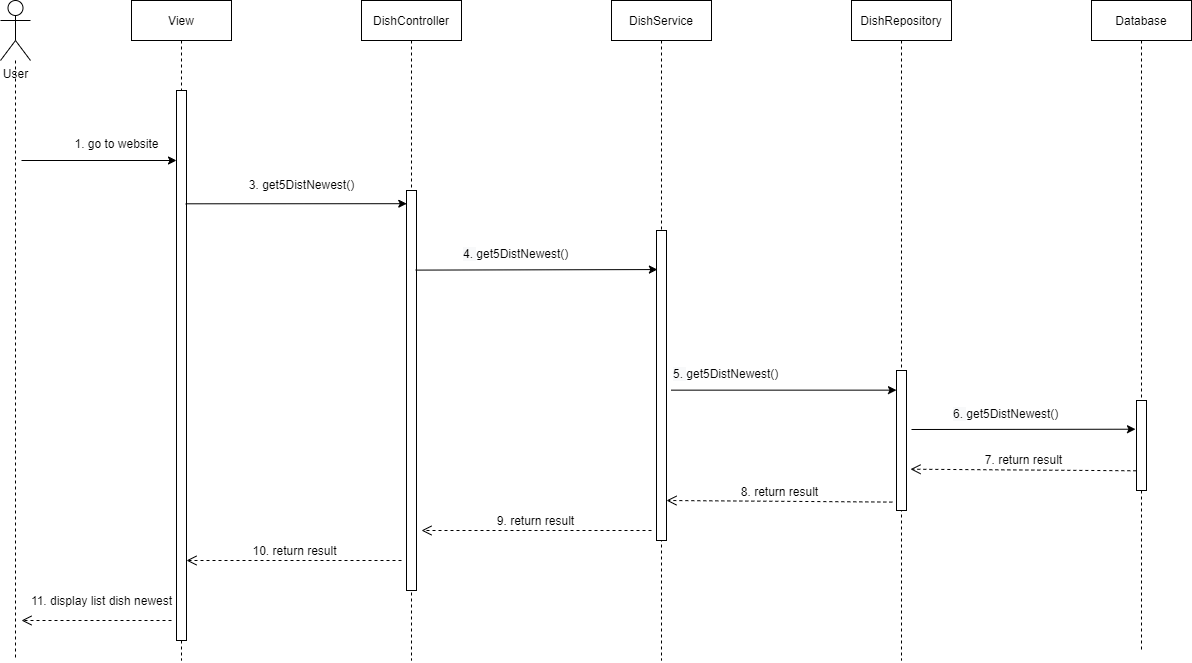 View
DishController
DishService
DishRepository
Database
User
1. go to website
3. get5DistNewest()
4. get5DistNewest()
5. get5DistNewest()
6. get5DistNewest()
7. return result
8. return result
9. return result
10. return result
11. display list dish newest